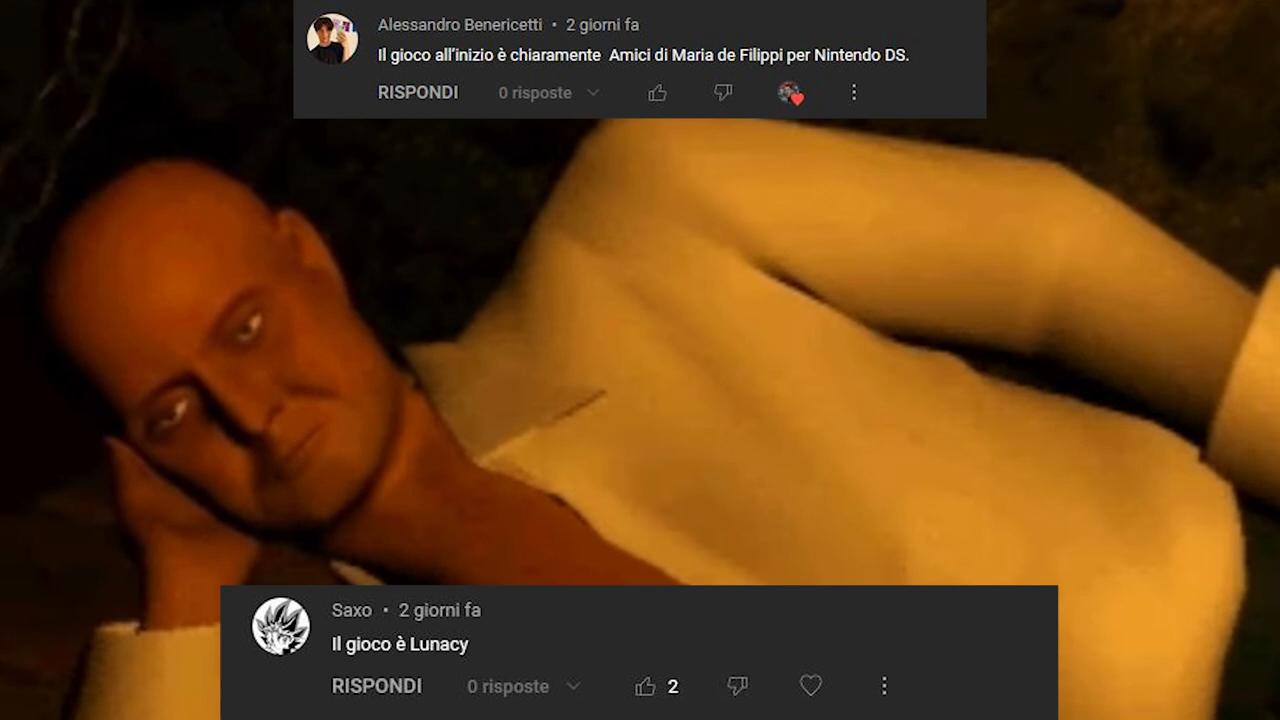 Alessandro Benericetti • 2 giorni fa
Il gioco all'inizio è chiaramente  Amici di Maria de Filippi per Nintendo DS.
RISPONDI 0 risposte
Saxo • 2 giorni fa
Il gioco è Lunacy
RISPONDI 0 risposte 2